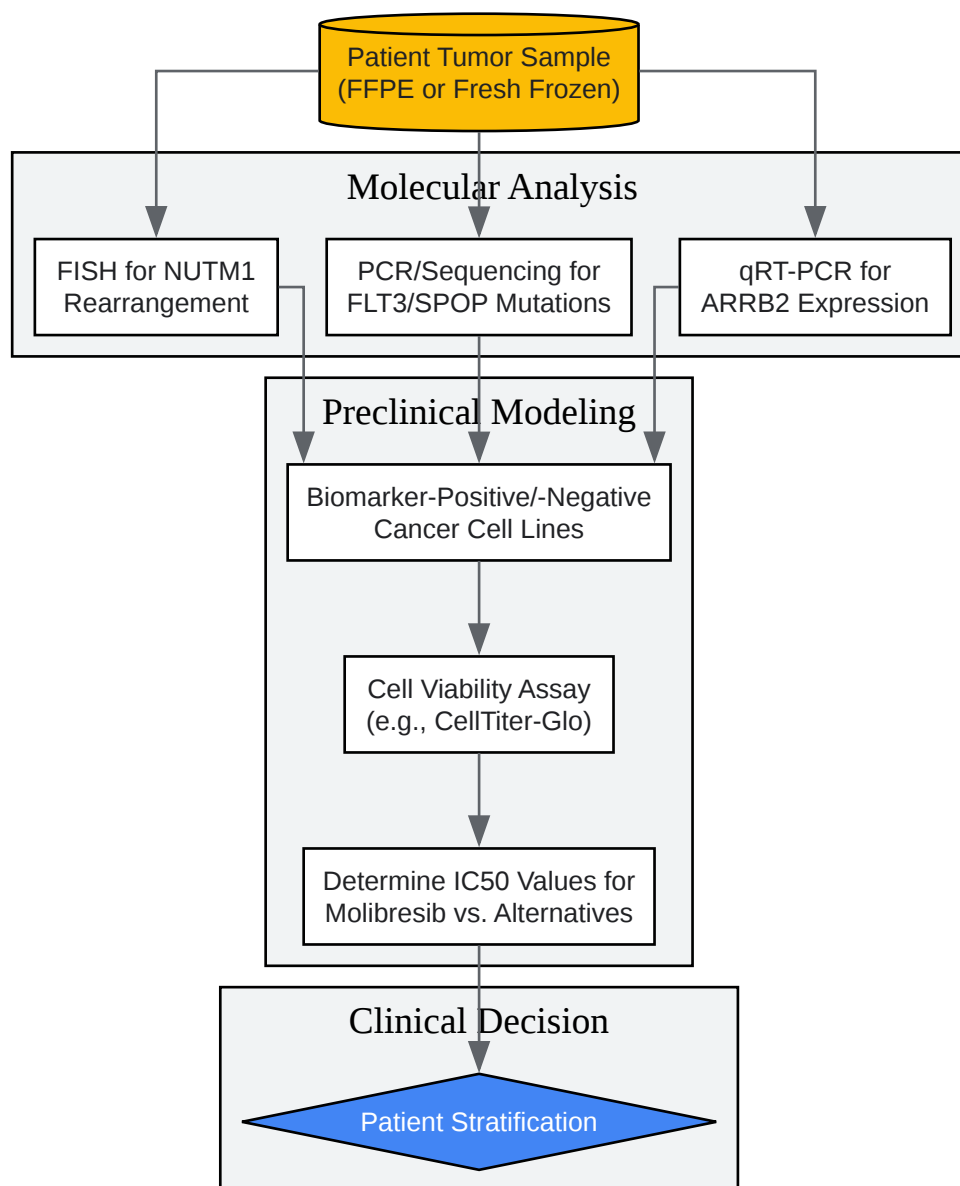 Patient Tumor Sample
(FFPE or Fresh Frozen)
Molecular Analysis
FISH for NUTM1
Rearrangement
PCR/Sequencing for
FLT3/SPOP Mutations
qRT-PCR for
ARRB2 Expression
Preclinical Modeling
Biomarker-Positive/-Negative
Cancer Cell Lines
Cell Viability Assay
(e.g., CellTiter-Glo)
Determine IC50 Values for
Molibresib vs. Alternatives
Clinical Decision
Patient Stratification